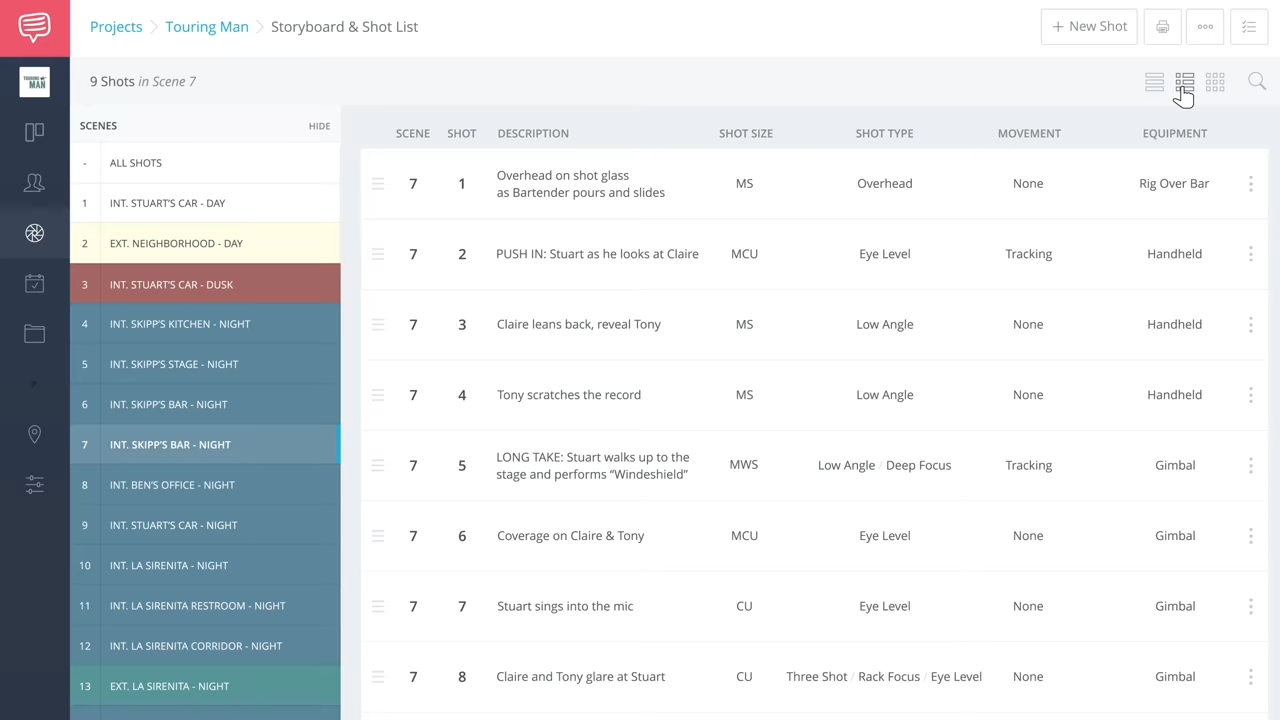 Projects > Touring Man > Storyboard & Shot List
+ New Shot
TOURING MAN
9 Shots in Scene 7
SCENES HIDE
- ALL SHOTS
1 INT. STUART'S CAR - DAY
2 EXT. NEIGHBORHOOD - DAY
3 INT. STUART'S CAR - DUSK
4 INT. SKIPP'S KITCHEN - NIGHT
5 INT. SKIPP'S STAGE - NIGHT
6 INT. SKIPP'S BAR - NIGHT
7 INT. SKIPP'S BAR - NIGHT
8 INT. BEN'S OFFICE - NIGHT
9 INT. STUART'S CAR - NIGHT
10 INT. LA SIRENITA - NIGHT
11 INT. LA SIRENITA RESTROOM - NIGHT
12 INT. LA SIRENITA CORRIDOR - NIGHT
13 EXT. LA SIRENITA - NIGHT
SCENE SHOT DESCRIPTION SHOT SIZE SHOT TYPE MOVEMENT EQUIPMENT
7 1 Overhead on shot glass
as Bartender pours and slides MS Overhead None Rig Over Bar
7 2 PUSH IN: Stuart as he looks at Claire MCU Eye Level Tracking Handheld
7 3 Claire leans back, reveal Tony MS Low Angle None Handheld
7 4 Tony scratches the record MS Low Angle None Handheld
7 5 LONG TAKE: Stuart walks up to the
stage and performs “Windeshield” MWS Low Angle / Deep Focus Tracking Gimbal
7 6 Coverage on Claire & Tony MCU Eye Level None Gimbal
7 7 Stuart sings into the mic CU Eye Level None Gimbal
7 8 Claire and Tony glare at Stuart CU Three Shot / Rack Focus / Eye Level None Gimbal